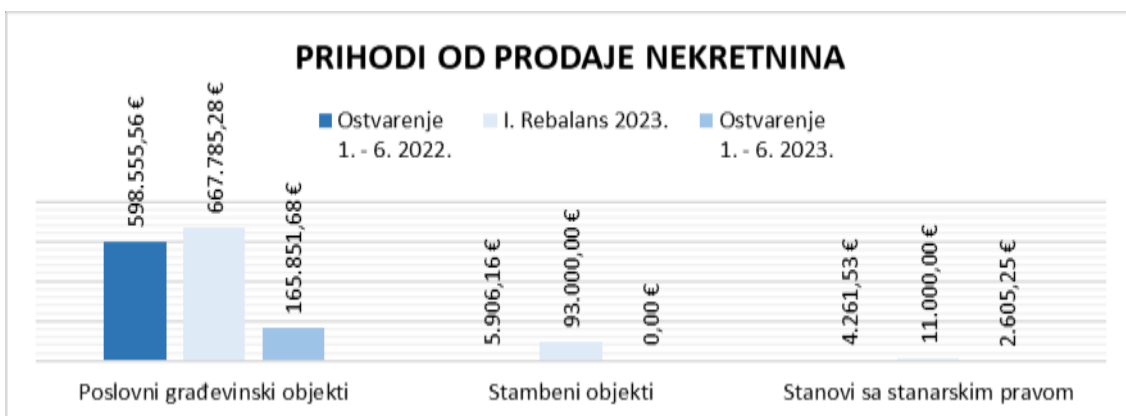 PRIHODI OD PRODAJE NEKRETNINA
Ostvarenje
1. - 6. 2022.
I. Rebalans 2023.
Ostvarenje
1. - 6. 2023.
598.555,56 €
667.785,28 €
165.851,68 €
5.906,16 €
93.000,00 €
0,00 €
4.261,53 €
11.000,00 €
2.605,25 €
Poslovni građevinski objekti
Stambeni objekti
Stanovi sa stanarskim pravom